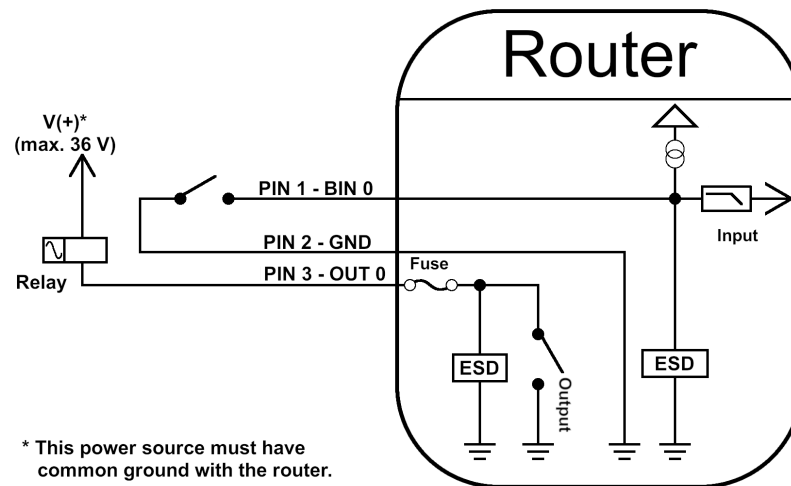 Router
V(+)*
(max. 36 V)
PIN 1 - BIN 0
Input
PIN 2 - GND
Relay
PIN 3 - OUT 0
Fuse
ESD
ESD
Output
* This power source must have
common ground with the router.